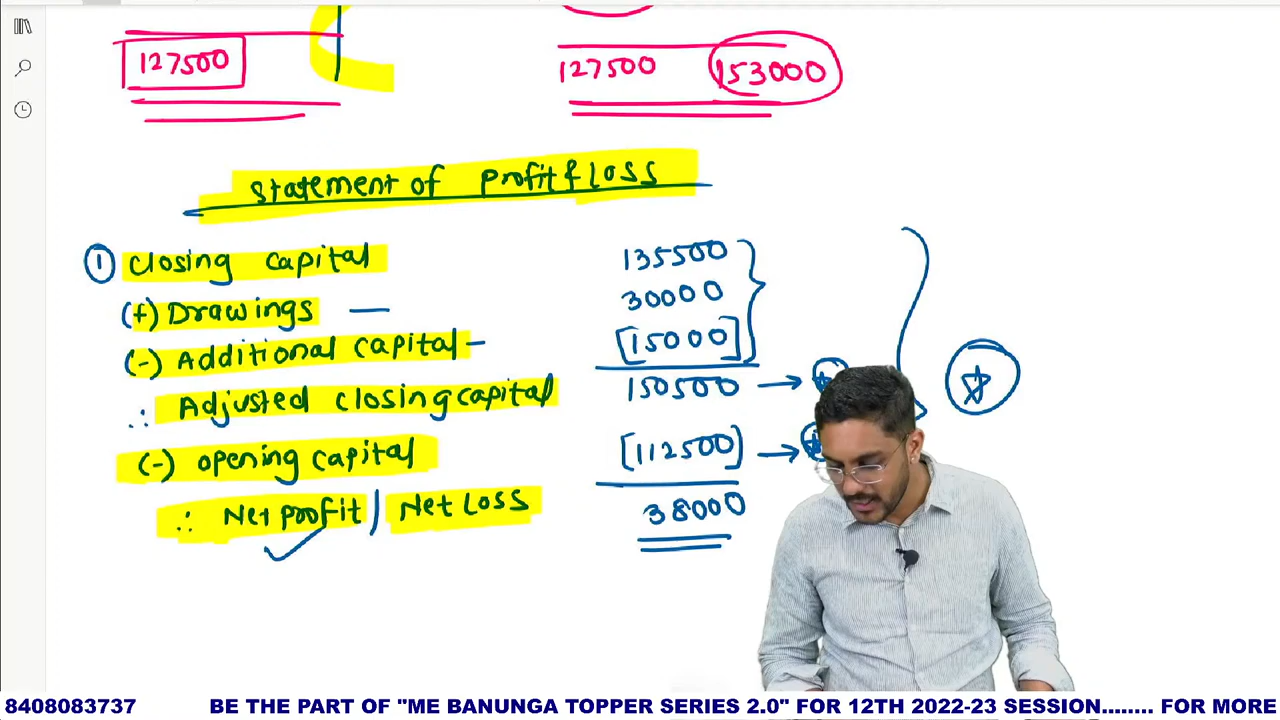 127500
127500 153000
Statement of Profit & Loss
① Closing capital 135500
(+) Drawings — 30000
(-) Additional capital - [15000]
∴ Adjusted closing capital 150500 →
(-) opening capital [112500] →
∴ Net profit | Net Loss 38000
8408083737 BE THE PART OF "ME BANUNGA TOPPER SERIES 2.0" FOR 12TH 2022-23 SESSION........ FOR MORE